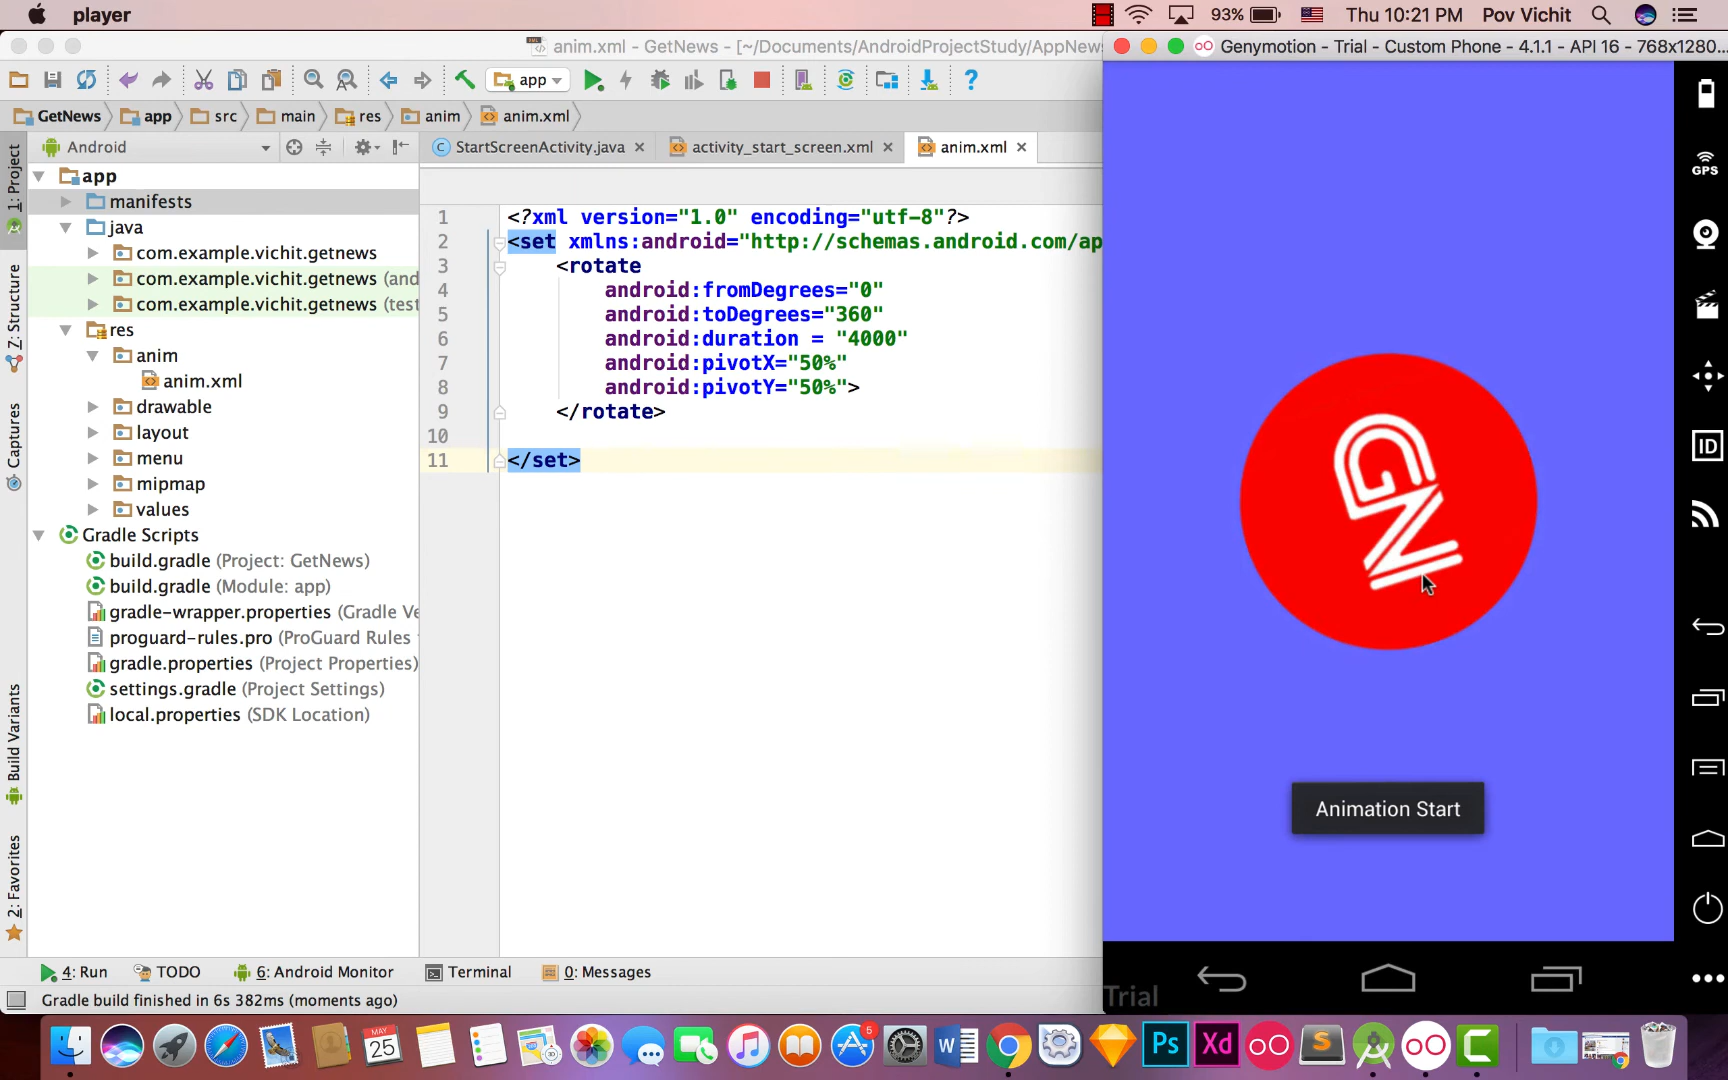 player
93%
Thu 10:21 PM
Pov Vichit
anim.xml - GetNews - [~/Documents/AndroidProjectStudy/AppNews
Genymotion - Trial - Custom Phone - 4.1.1 - API 16 - 768x1280...
app
GetNews
app
src
main
res
anim
anim.xml
Android
StartScreenActivity.java
activity_start_screen.xml
anim.xml
1: Project
Z: Structure
Captures
Build Variants
2: Favorites
app
manifests
java
com.example.vichit.getnews
com.example.vichit.getnews (and
com.example.vichit.getnews (test
res
anim
anim.xml
drawable
layout
menu
mipmap
values
Gradle Scripts
build.gradle (Project: GetNews)
build.gradle (Module: app)
gradle-wrapper.properties (Gradle Ve
proguard-rules.pro (ProGuard Rules
gradle.properties (Project Properties)
settings.gradle (Project Settings)
local.properties (SDK Location)
1 <?xml version="1.0" encoding="utf-8"?>
2 <set xmlns:android="http://schemas.android.com/ap
3 <rotate
4 android:fromDegrees="0"
5 android:toDegrees="360"
6 android:duration = "4000"
7 android:pivotX="50%"
8 android:pivotY="50%">
9 </rotate>
10
11 </set>
GN
Animation Start
GPS
ID
Trial
4: Run
TODO
6: Android Monitor
Terminal
0: Messages
Gradle build finished in 6s 382ms (moments ago)
MAY
25
5
W
Ps
Xd
S
C